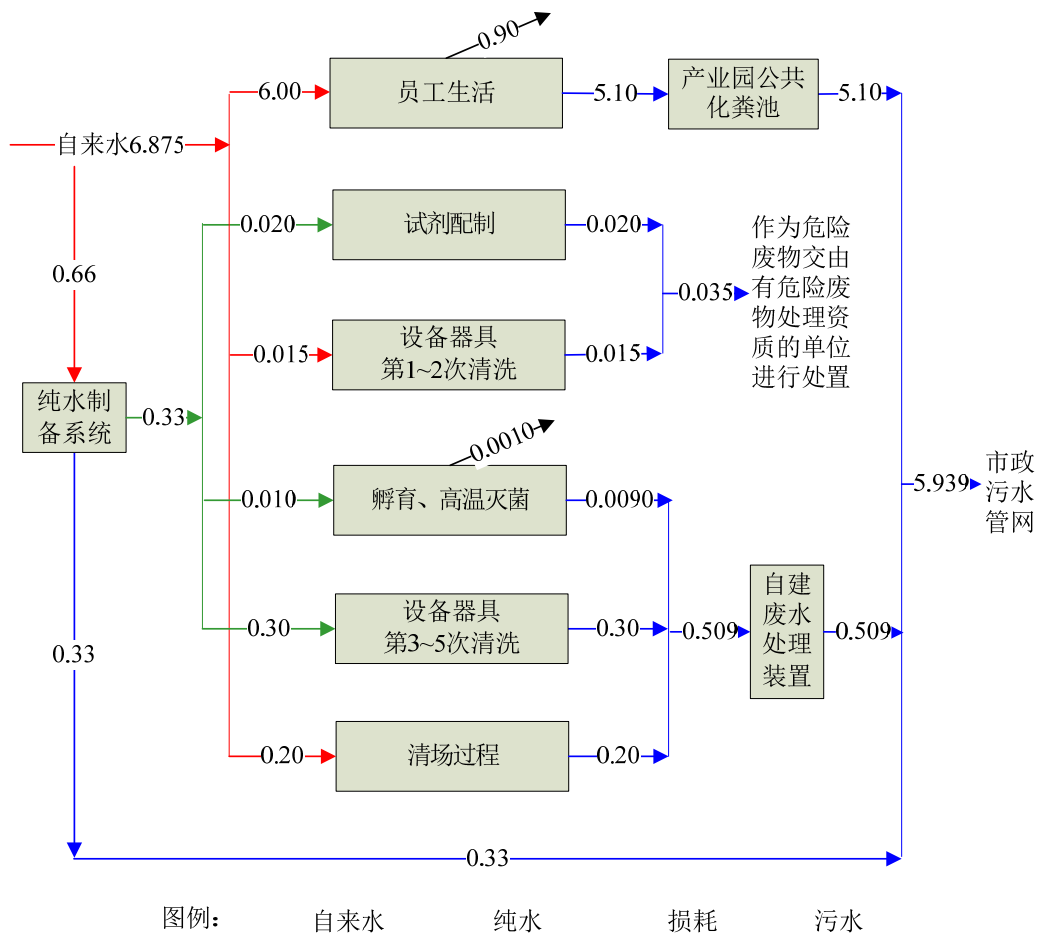 0.90
6.00
员工生活
5.10
产业园公共
化粪池
5.10
自来水6.875
0.020
试剂配制
0.020
作为危险
废物交由
有危险废
物处理资
质的单位
进行处置
0.66
0.035
0.015
设备器具
第1~2次清洗
0.015
纯水制
备系统
0.33
0.0010
0.010
孵育、高温灭菌
0.0090
5.939
市政
污水
管网
0.30
设备器具
第3~5次清洗
0.30
0.509
自建
废水
处理
装置
0.509
0.33
0.20
清场过程
0.20
0.33
图例：
自来水
纯水
损耗
污水